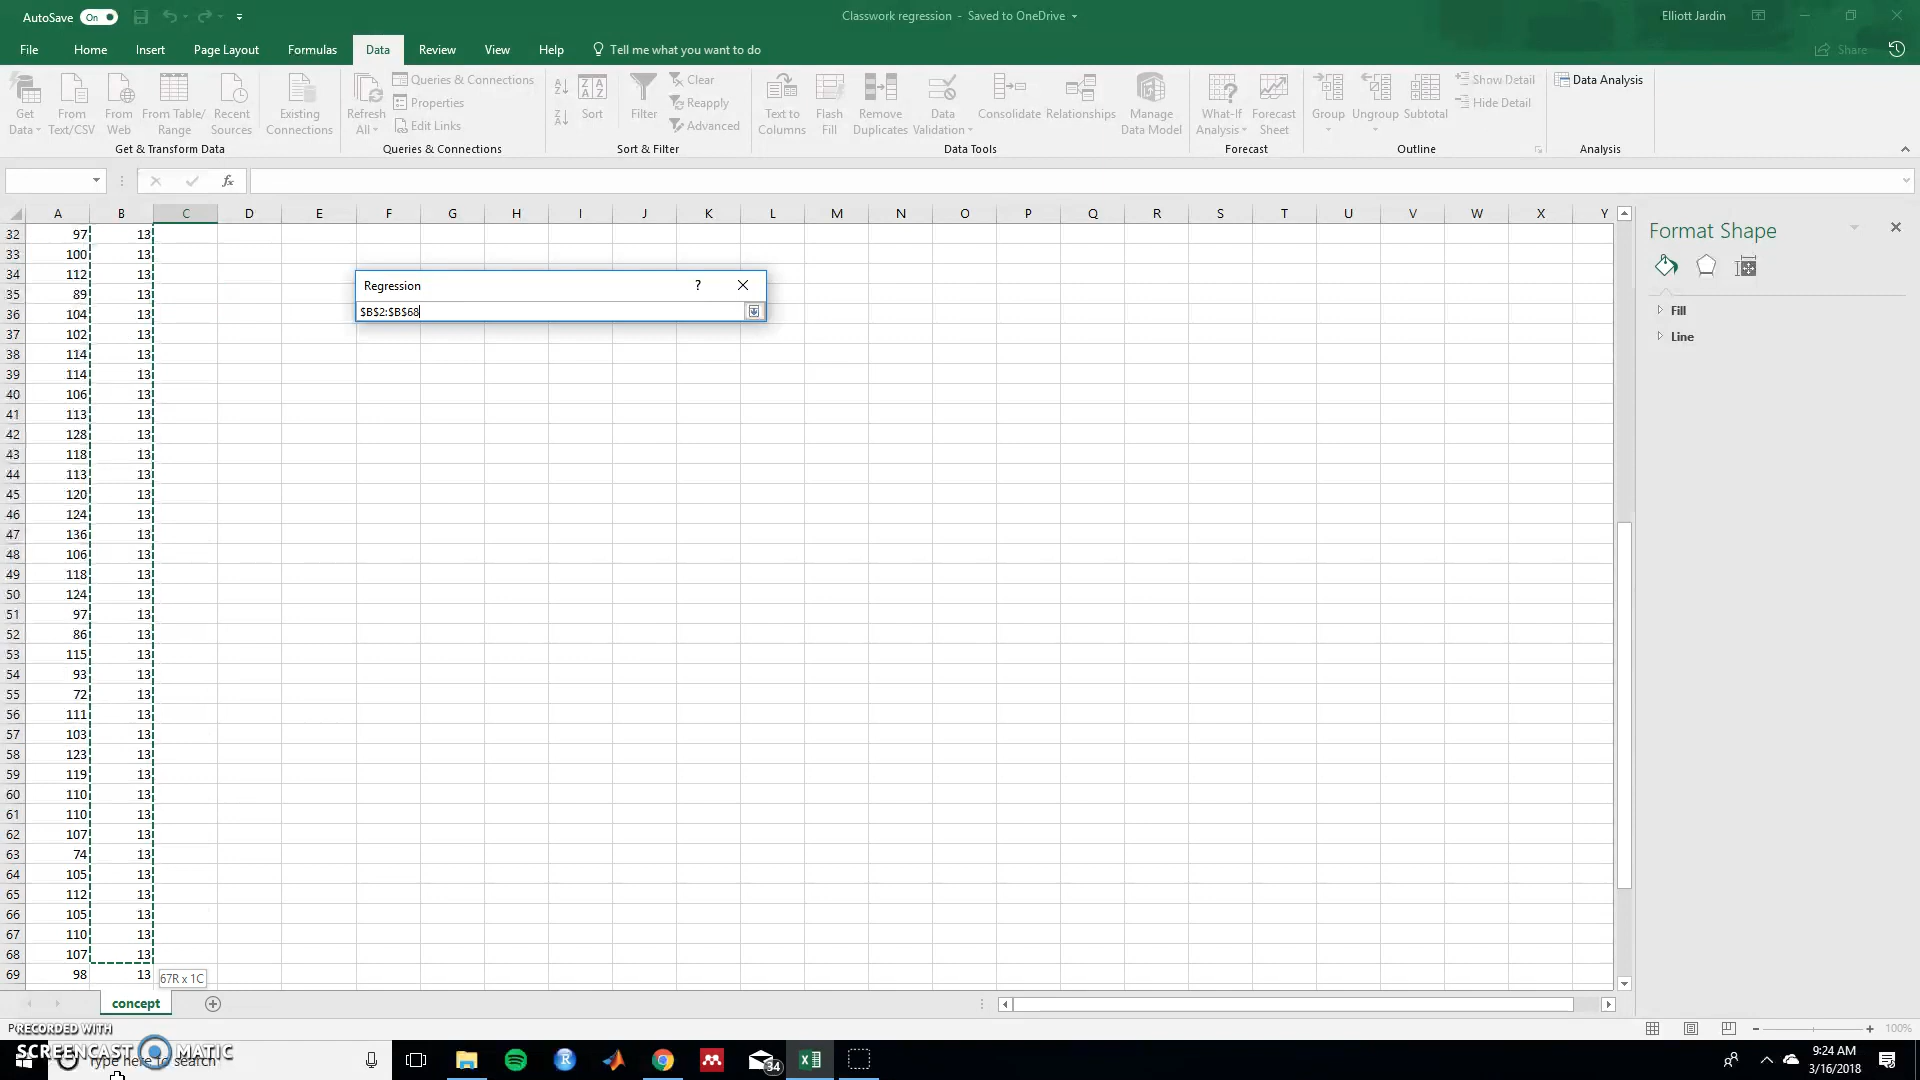 AutoSave On
Classwork regression - Saved to OneDrive
Elliott Jardin
File Home Insert Page Layout Formulas Data Review View Help Tell me what you want to do Share
Get Data From Text/CSV From Web From Table/ Range Recent Sources Existing Connections
Refresh All Queries & Connections Properties Edit Links
Sort Filter Clear Reapply Advanced
Text to Columns Flash Fill Remove Duplicates Data Validation Consolidate Relationships Manage Data Model
What-If Analysis Forecast Sheet
Group Ungroup Subtotal Show Detail Hide Detail
Data Analysis
Get & Transform Data Queries & Connections Sort & Filter Data Tools Forecast Outline Analysis
fx
A B C D E F G H I J K L M N O P Q R S T U V W X Y
32 97 13
33 100 13
34 112 13
35 89 13
36 104 13
37 102 13
38 114 13
39 114 13
40 106 13
41 113 13
42 128 13
43 118 13
44 113 13
45 120 13
46 124 13
47 136 13
48 106 13
49 118 13
50 124 13
51 97 13
52 86 13
53 115 13
54 93 13
55 72 13
56 111 13
57 103 13
58 123 13
59 119 13
60 110 13
61 110 13
62 107 13
63 74 13
64 105 13
65 112 13
66 105 13
67 110 13
68 107 13
69 98 13
67R x 1C
Regression ?
$B$2:$B$68
Format Shape
Fill
Line
concept
100%
RECORDED WITH
SCREENCAST MATIC
Type here to search
34
9:24 AM
3/16/2018